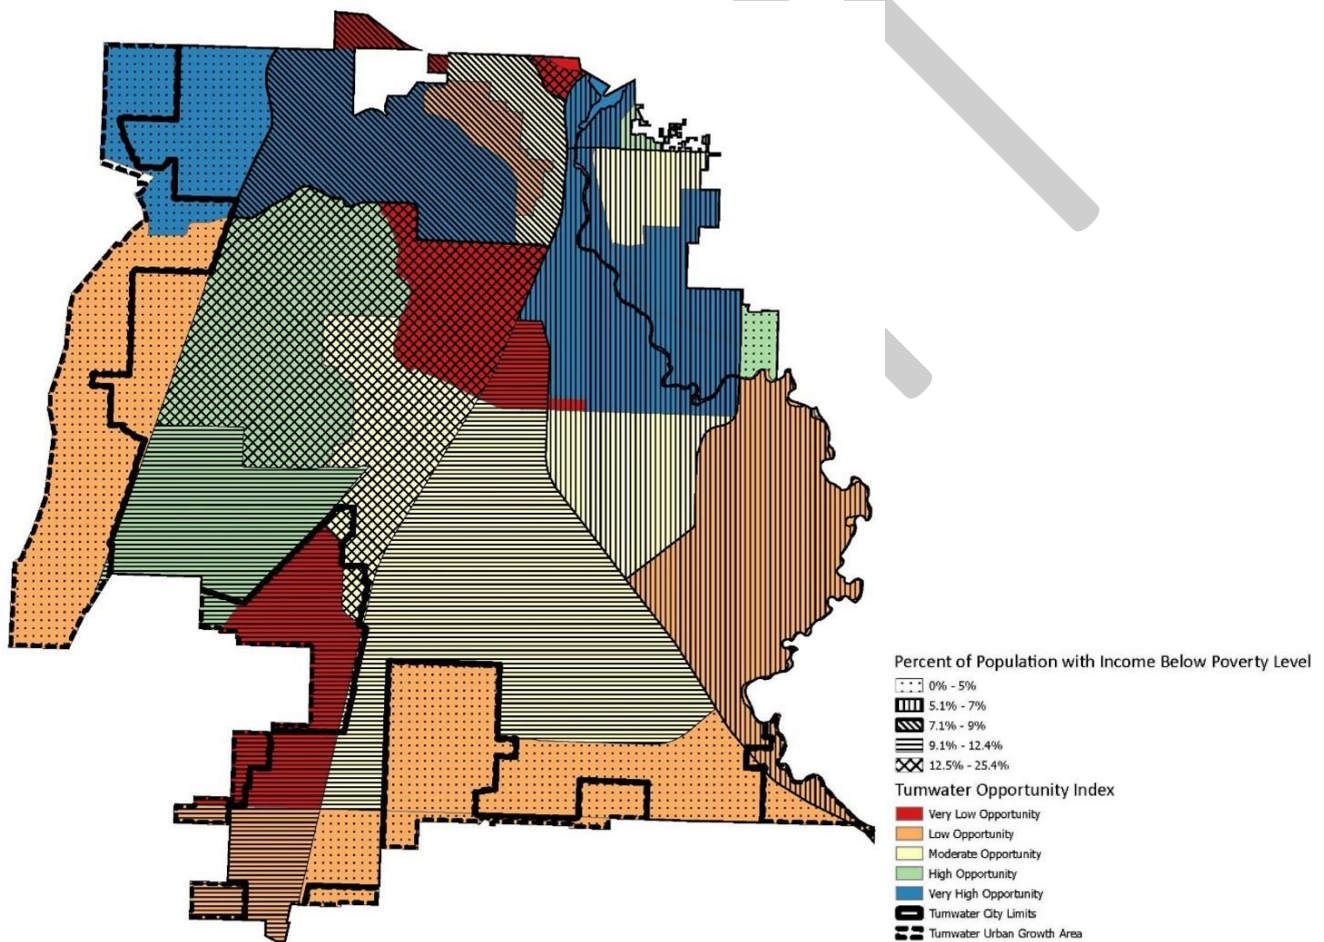 Percent of Population with Income Below Poverty Level
0% - 5%
5.1% - 7%
7.1% - 9%
9.1% - 12.4%
12.5% - 25.4%
Tumwater Opportunity Index
Very Low Opportunity
Low Opportunity
Moderate Opportunity
High Opportunity
Very High Opportunity
Tumwater City Limits
Tumwater Urban Growth Area